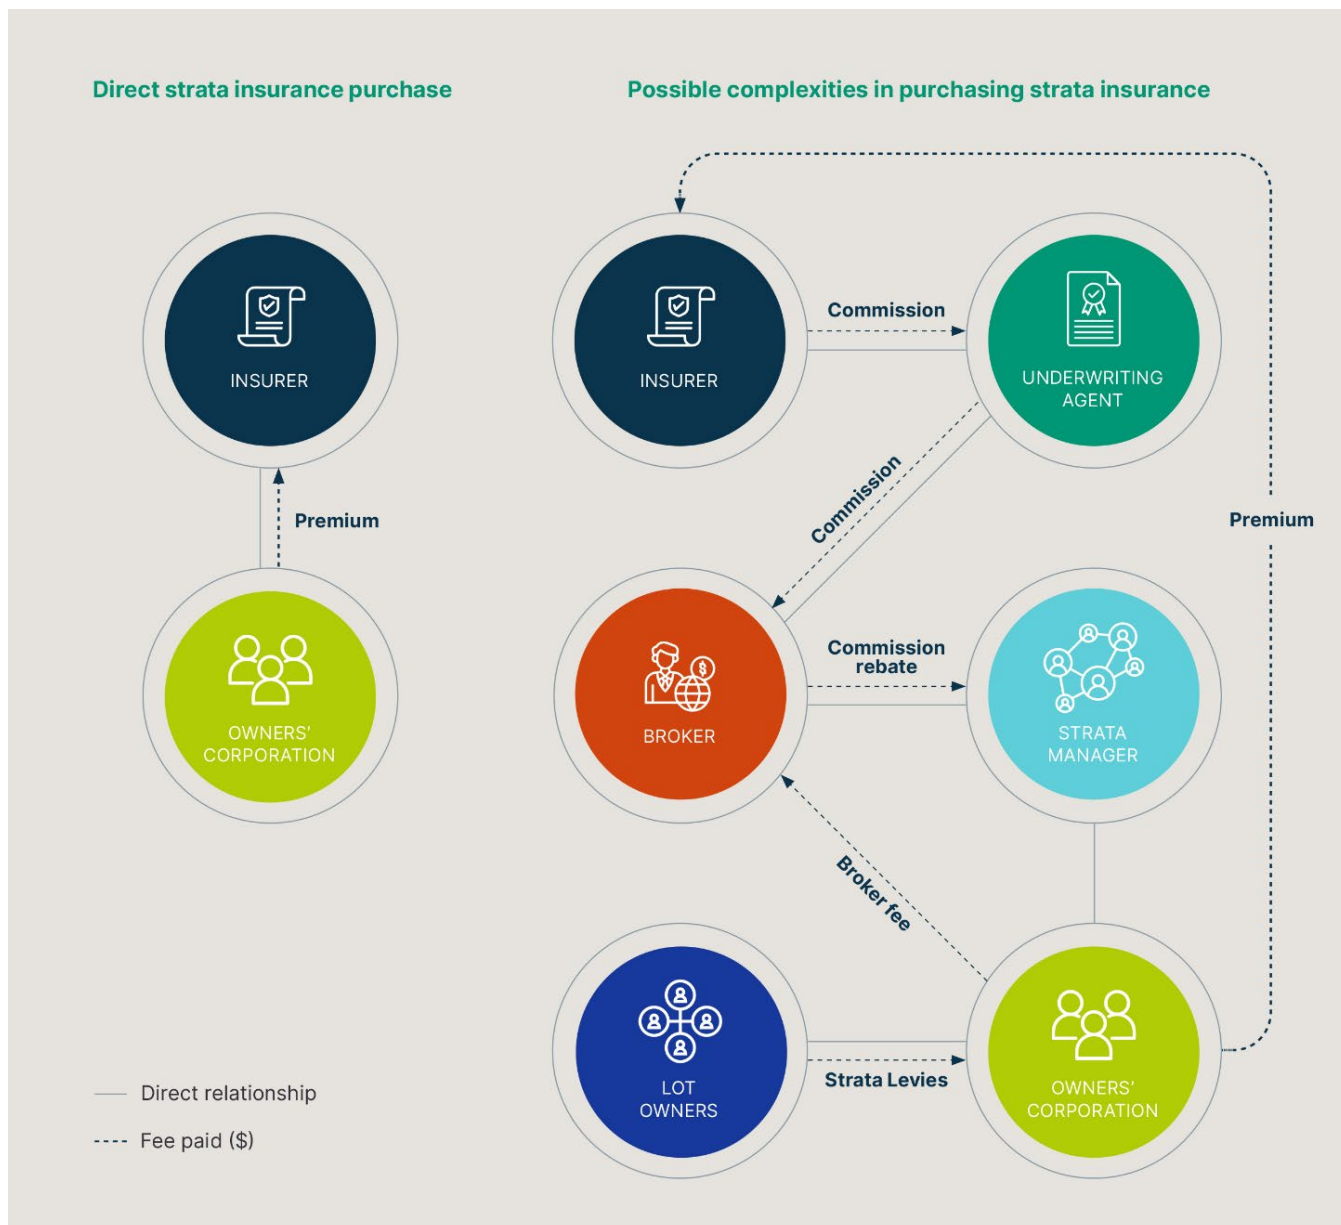 Direct strata insurance purchase
Possible complexities in purchasing strata insurance
INSURER
Premium
OWNERS'
CORPORATION
INSURER
Commission
UNDERWRITING
AGENT
Commission
Premium
BROKER
Commission
rebate
STRATA
MANAGER
Broker fee
LOT
OWNERS
Strata Levies
OWNERS'
CORPORATION
Direct relationship
Fee paid ($)